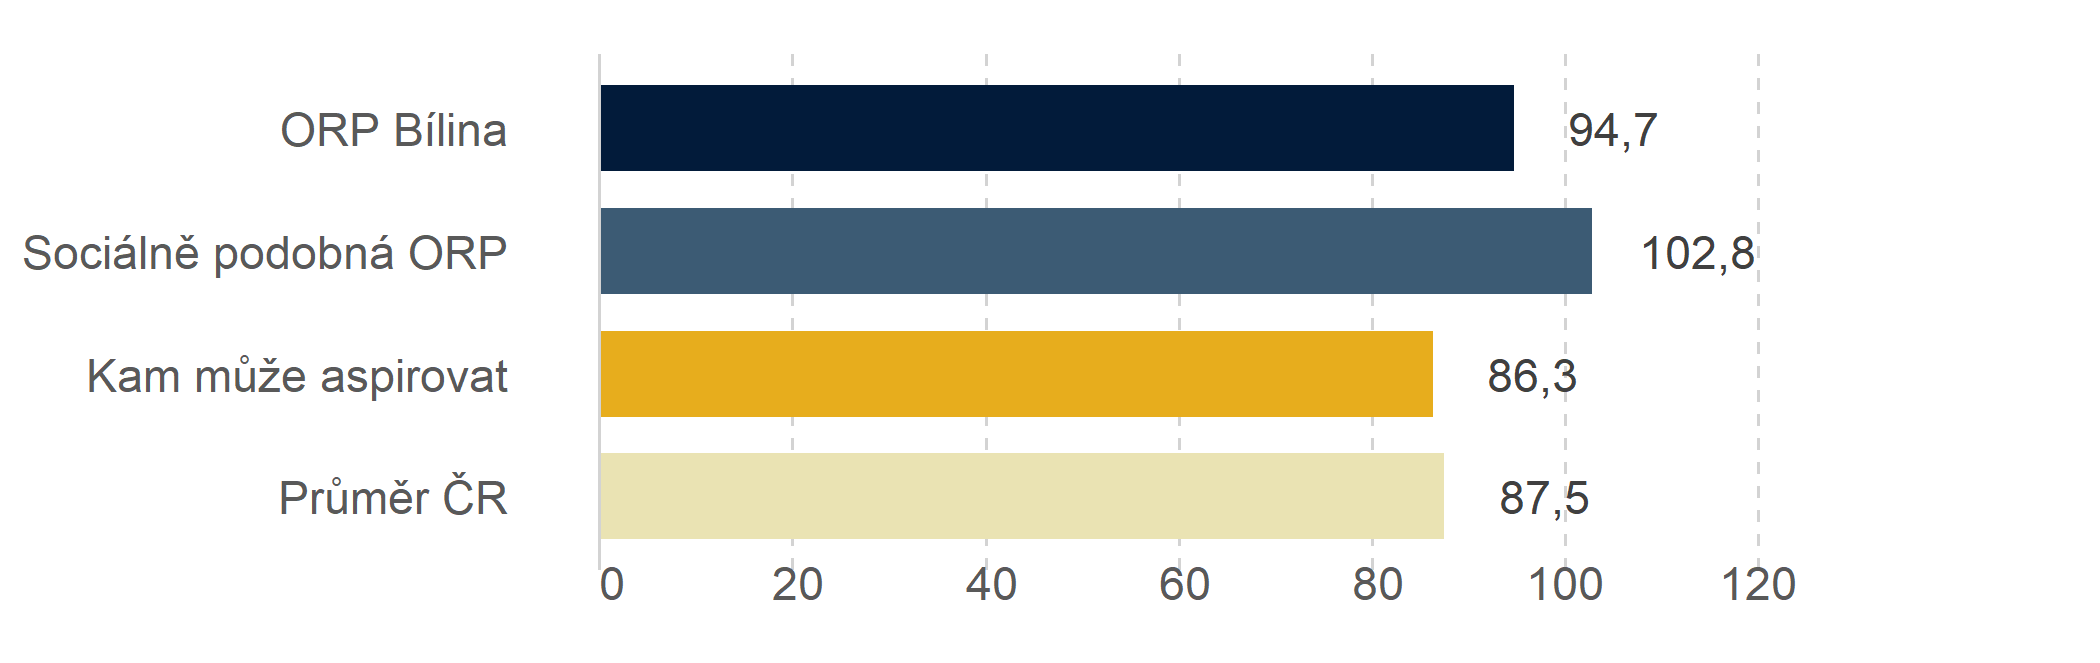 ORP Bílina 94,7
Sociálně podobná ORP 102,8
Kam může aspirovat 86,3
Průměr ČR 87,5
0 20 40 60 80 100 120